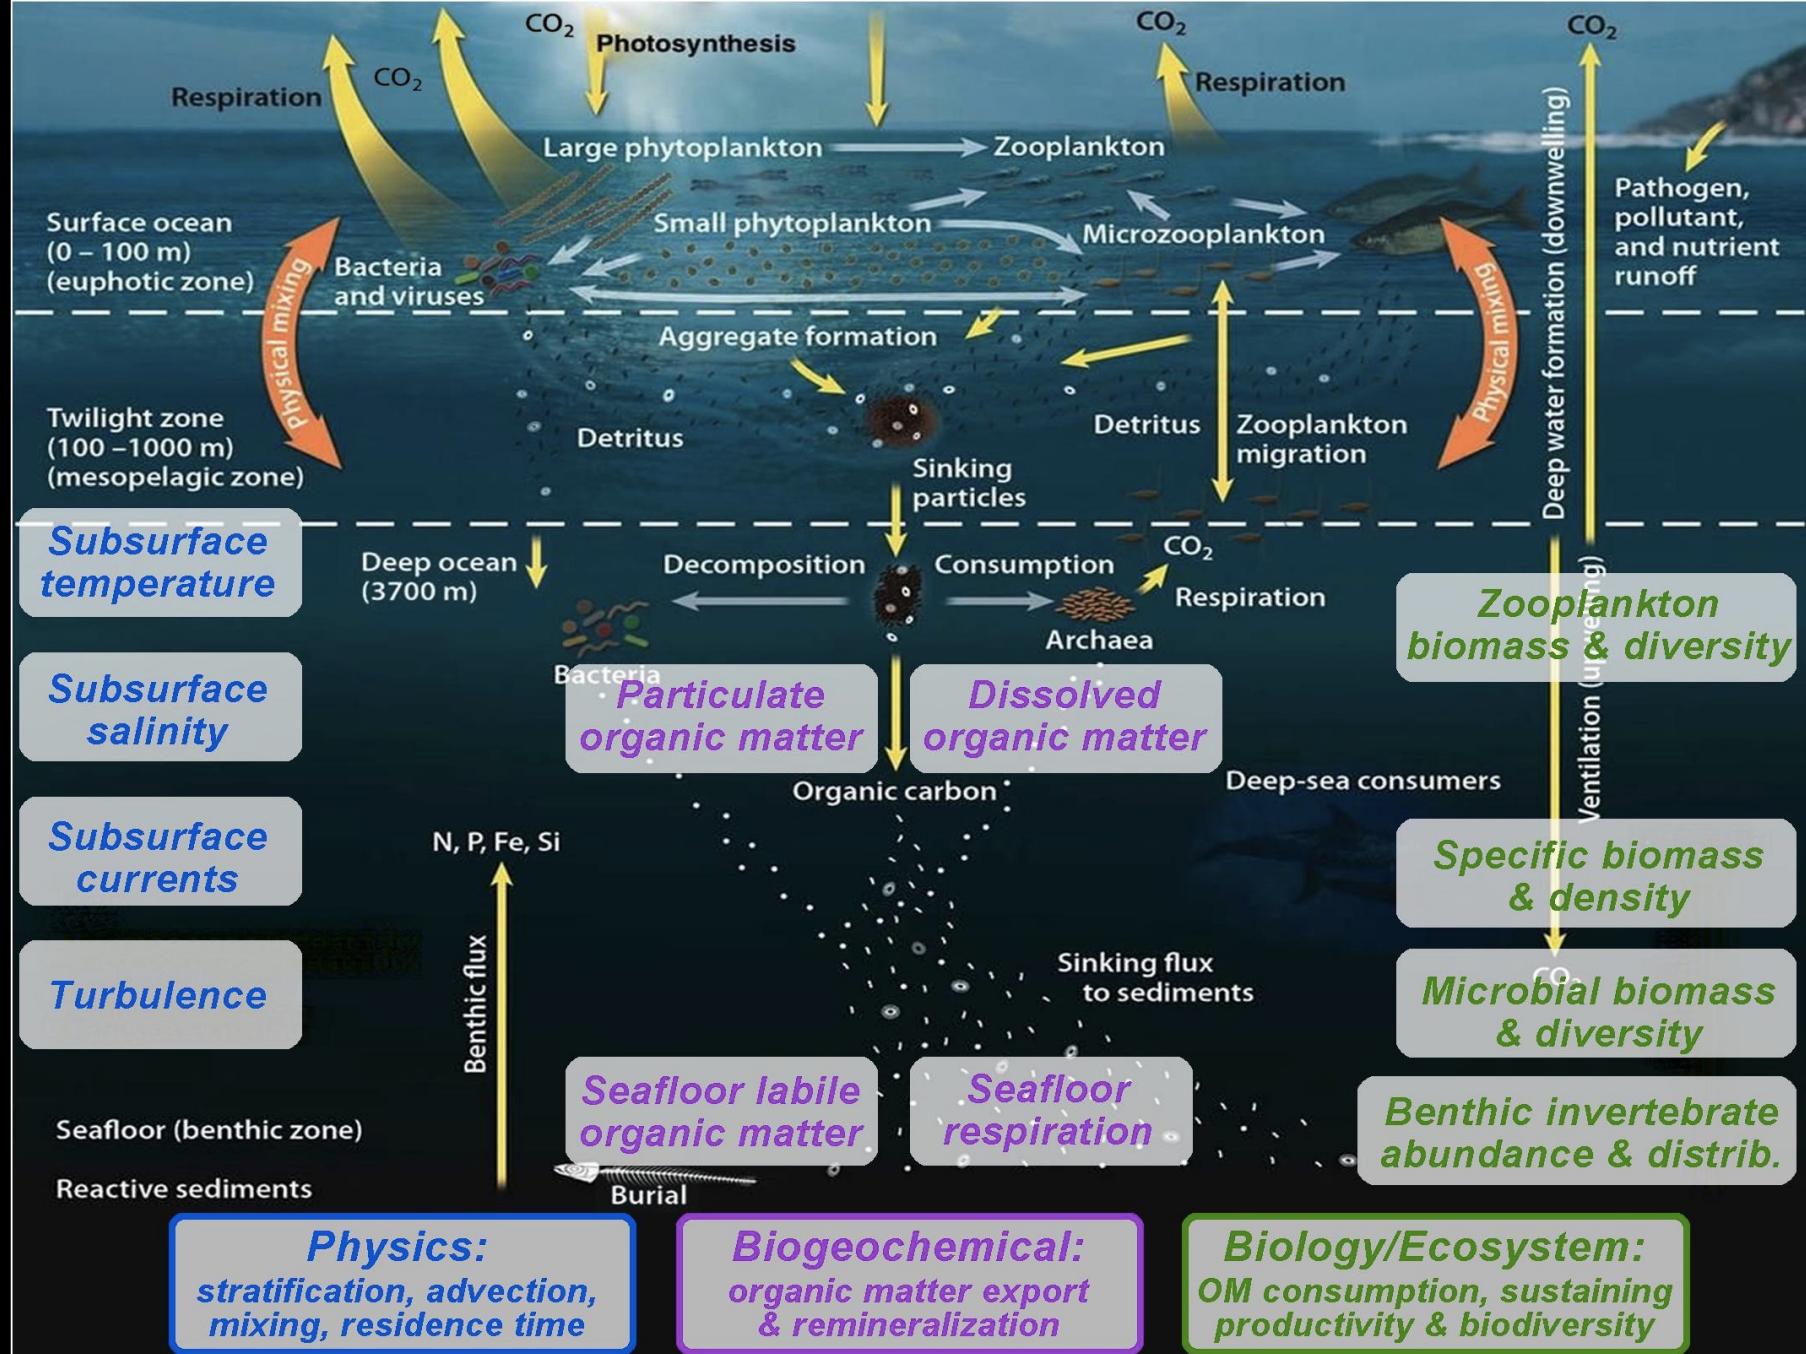 CO2
Photosynthesis
CO2
CO2
CO2
Respiration
Respiration
Large phytoplankton
Zooplankton
Surface ocean
(0 – 100 m)
(euphotic zone)
Small phytoplankton
Microzooplankton
Bacteria
and viruses
Pathogen,
pollutant,
and nutrient
runoff
Physical mixing
Physical mixing
Deep water formation (downwelling)
Aggregate formation
Twilight zone
(100 –1000 m)
(mesopelagic zone)
Detritus
Detritus
Zooplankton
migration
Sinking
particles
Subsurface
temperature
Deep ocean
(3700 m)
Decomposition
Consumption
CO2
Respiration
Archaea
Bacteria
Zooplankton
biomass & diversity
Ventilation (upwelling)
Subsurface
salinity
Particulate
organic matter
Dissolved
organic matter
Organic carbon
Deep-sea consumers
Subsurface
currents
N, P, Fe, Si
Specific biomass
& density
Benthic flux
Turbulence
Sinking flux
to sediments
CO2
Microbial biomass
& diversity
Seafloor labile
organic matter
Seafloor
respiration
Benthic invertebrate
abundance & distrib.
Seafloor (benthic zone)
Reactive sediments
Burial
Physics:
stratification, advection,
mixing, residence time
Biogeochemical:
organic matter export
& remineralization
Biology/Ecosystem:
OM consumption, sustaining
productivity & biodiversity